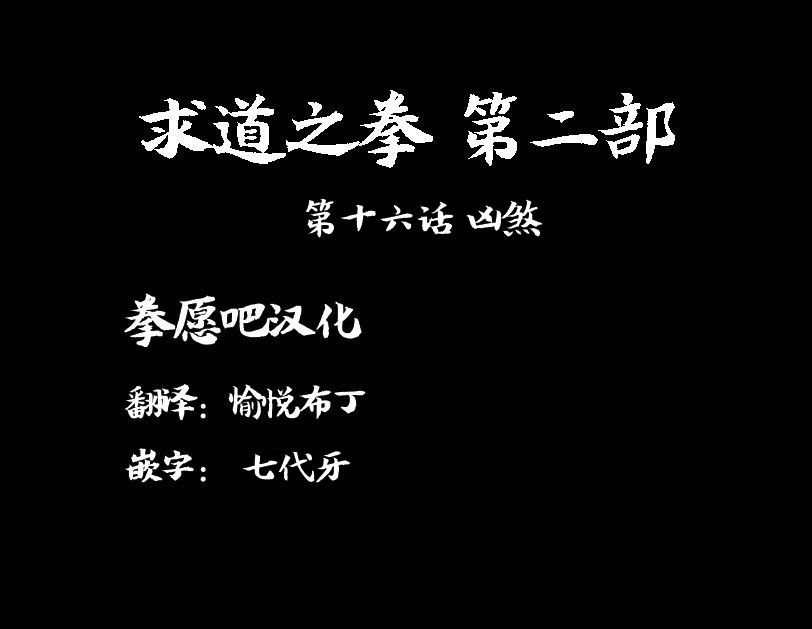 求道之拳 第二部
第十六话 凶煞
拳愿吧汉化
翻译：愉悦布丁
嵌字： 七代牙